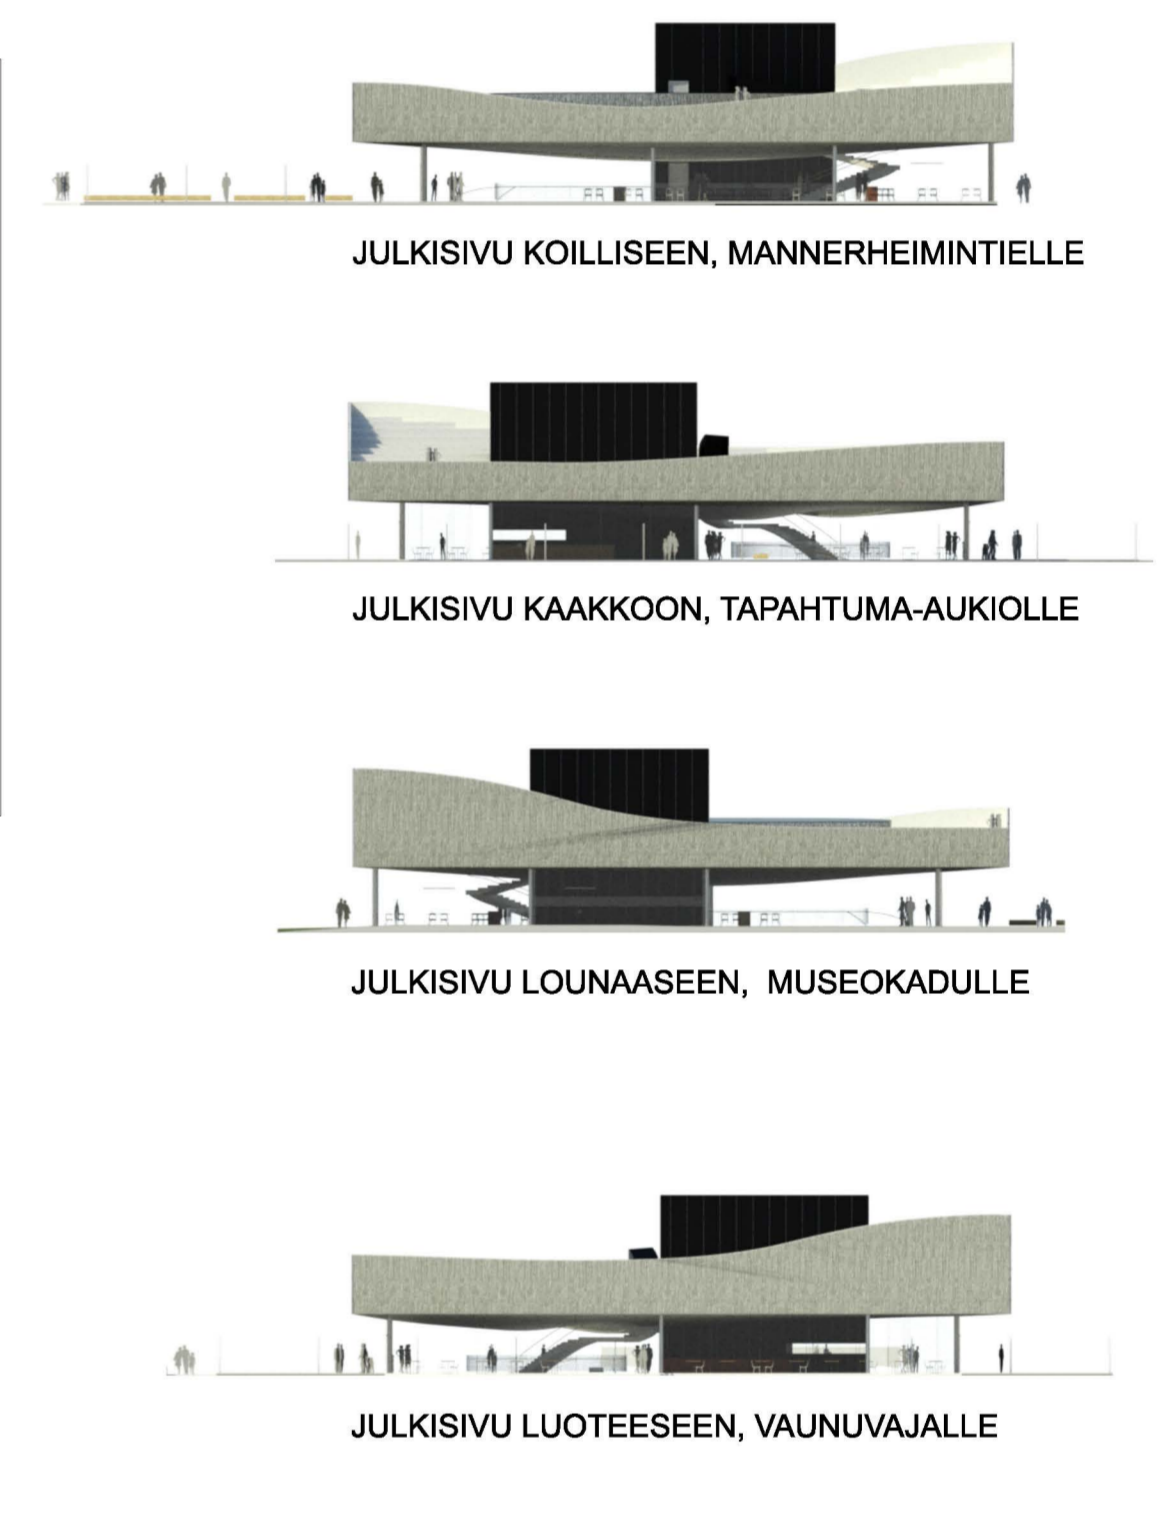 JULKISIVU KOILLISEEN, MANNERHEIMINTIELLE
JULKISIVU KAAKKOON, TAPAHTUMA-AUKIOLLE
JULKISIVU LOUNAASEEN, MUSEOKADULLE
JULKISIVU LUOTEESEEN, VAUNUVAJALLE